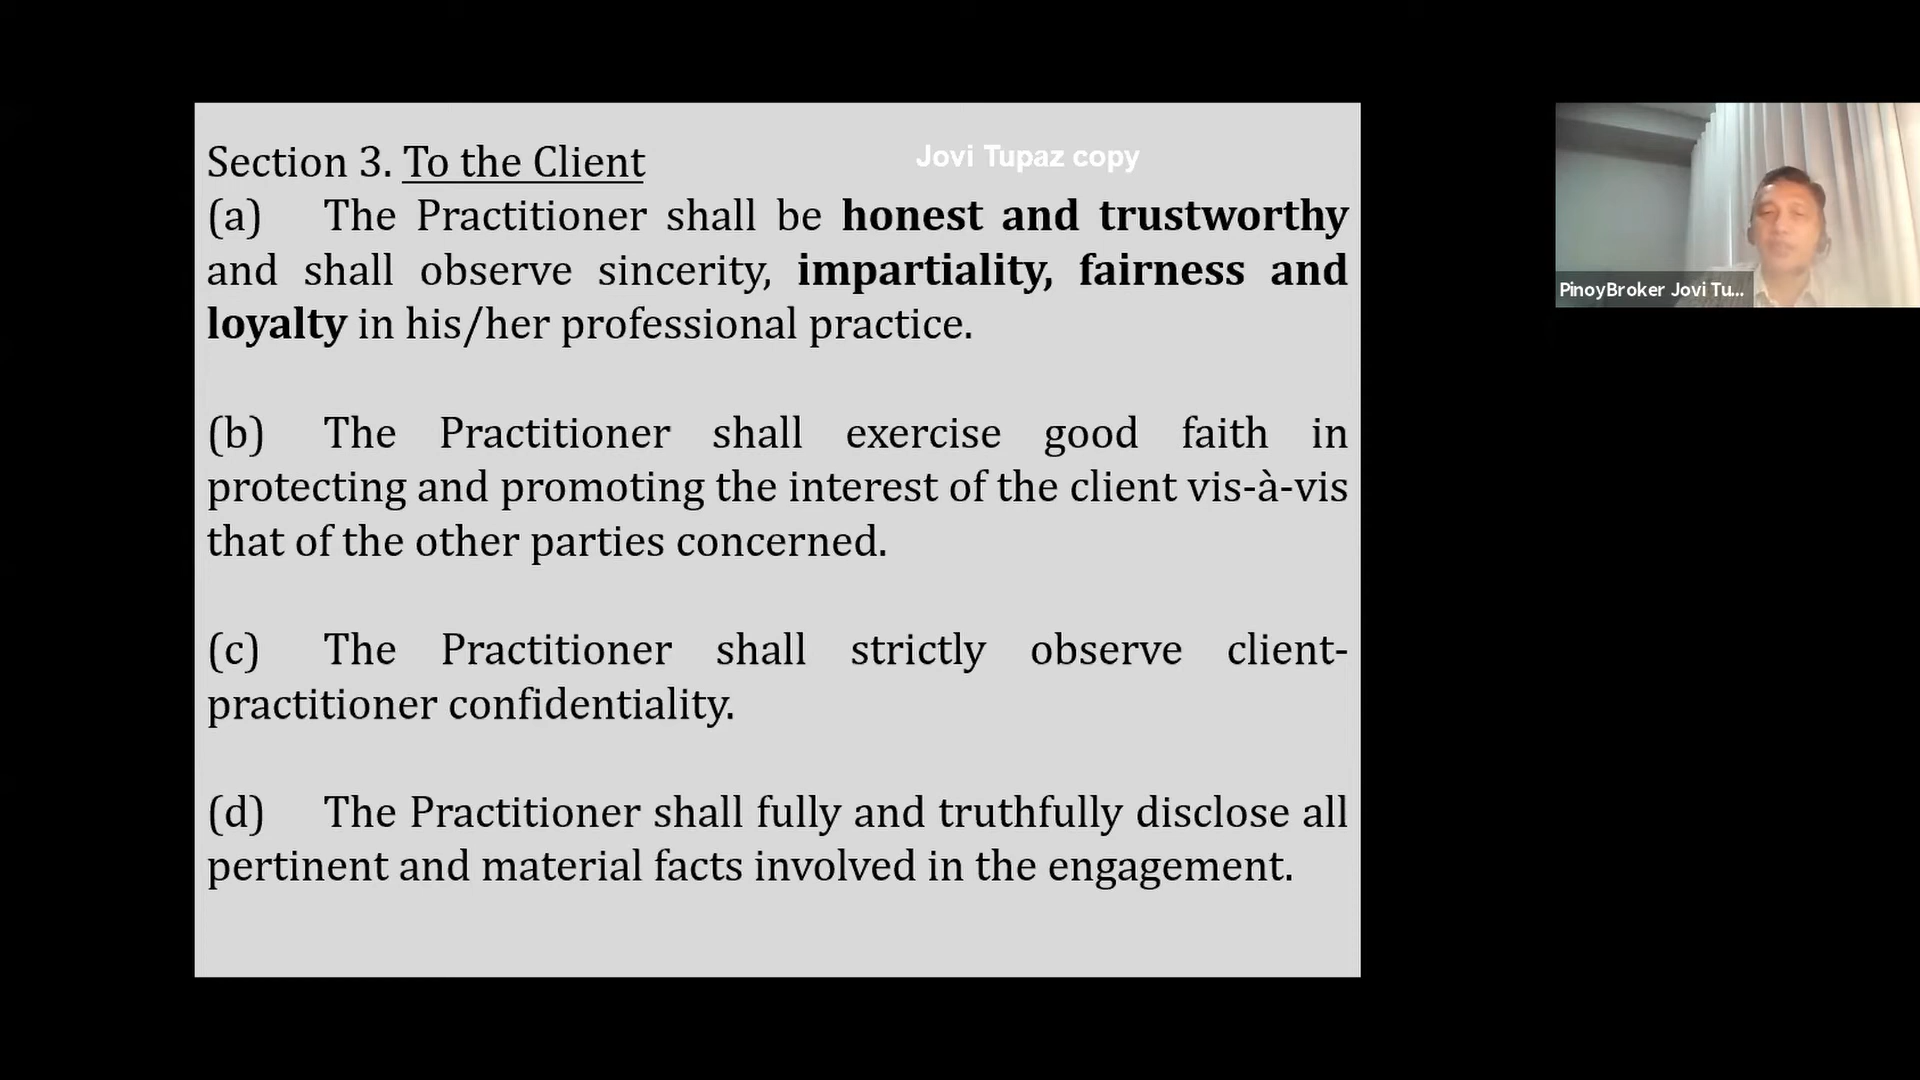 Section 3. To the Client
Jovi Tupaz copy
(a) The Practitioner shall be honest and trustworthy
and shall observe sincerity, impartiality, fairness and
loyalty in his/her professional practice.
(b) The Practitioner shall exercise good faith in
protecting and promoting the interest of the client vis-à-vis
that of the other parties concerned.
(c) The Practitioner shall strictly observe client-
practitioner confidentiality.
(d) The Practitioner shall fully and truthfully disclose all
pertinent and material facts involved in the engagement.
PinoyBroker Jovi Tu...